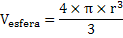 V_esfera = (4 × π × r³) / 3